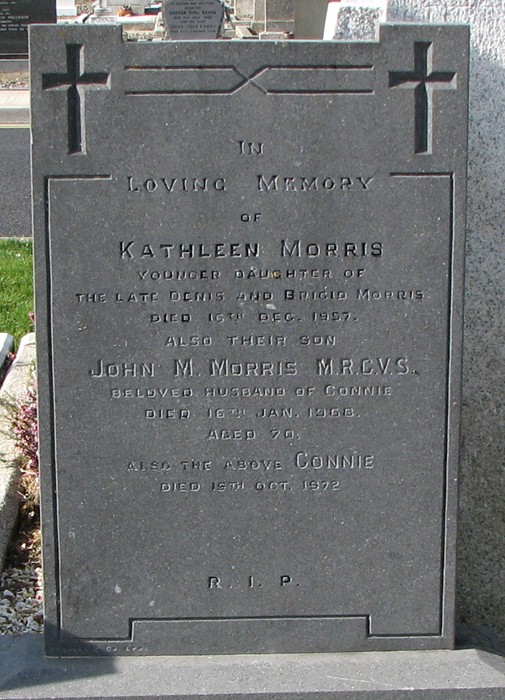 IN
LOVING MEMORY
OF
KATHLEEN MORRIS
YOUNGER DAUGHTER OF
THE LATE DENIS AND BRIGID MORRIS
DIED 16TH DEC. 1957.
ALSO THEIR SON
JOHN M. MORRIS M.R.C.V.S.,
BELOVED HUSBAND OF CONNIE
DIED 16TH JAN. 1968.
AGED 70.
ALSO THE ABOVE CONNIE
DIED 19TH OCT. 1972
R. I. P.